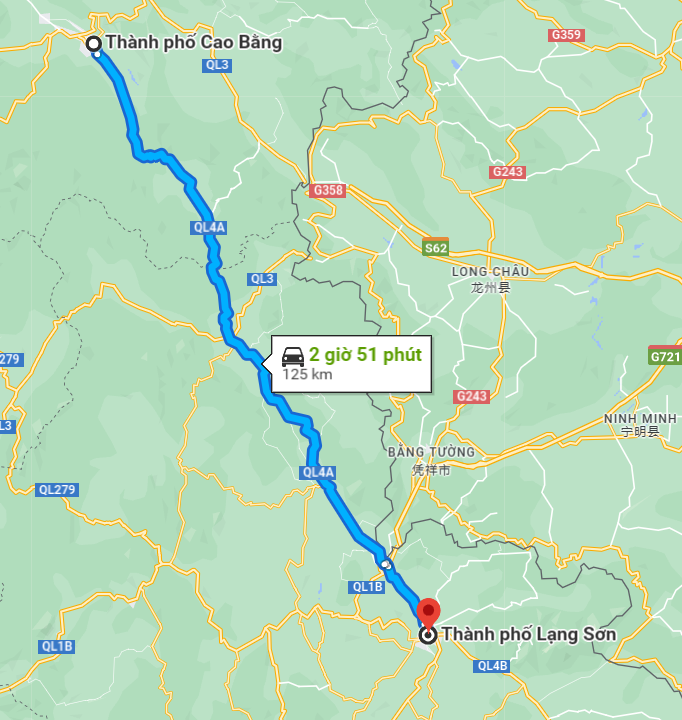 G359
Thành phố Cao Bằng
QL3
G243
G358
QL4A
S62
LONG CHÂU
龙州县
QL3
2 giờ 51 phút
125 km
279
G721
G243
L3
NINH MINH
宁明县
BẰNG TƯỜNG
凭祥市
QL4A
QL279
QL1B
Thành phố Lạng Sơn
QL1B
QL4B